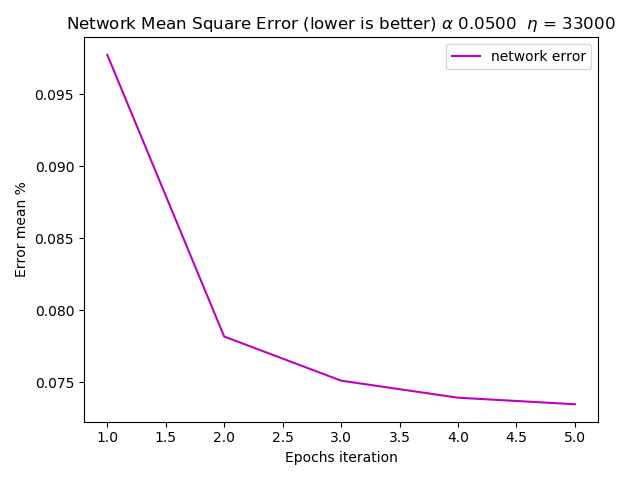 Network Mean Square Error (lower is better) α 0.0500 η = 33000
network error
0.095
0.090
0.085
0.080
0.075
Error mean %
1.0 1.5 2.0 2.5 3.0 3.5 4.0 4.5 5.0
Epochs iteration